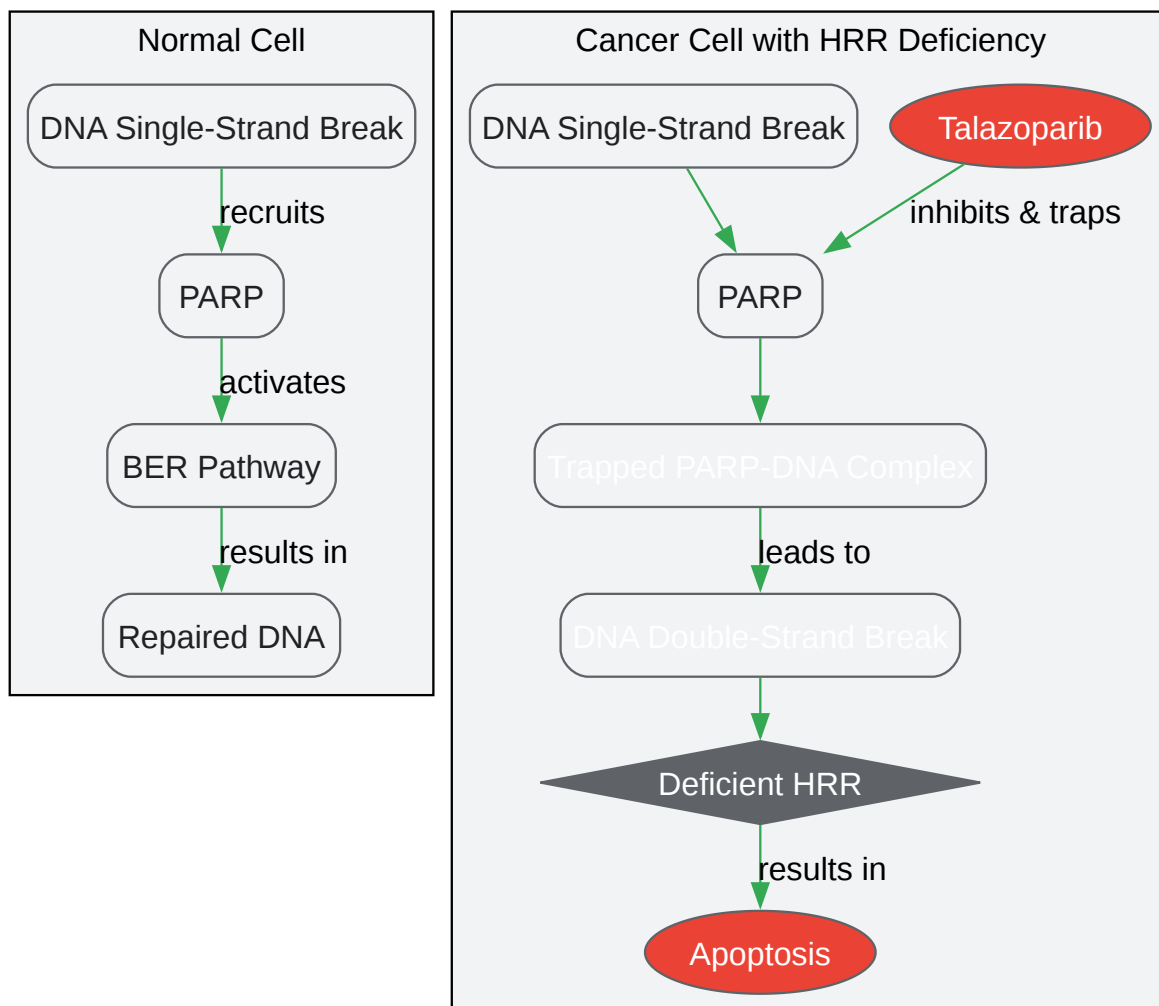 Normal Cell
DNA Single-Strand Break
recruits
PARP
activates
BER Pathway
results in
Repaired DNA
Cancer Cell with HRR Deficiency
DNA Single-Strand Break
Talazoparib
inhibits & traps
PARP
Trapped PARP-DNA Complex
leads to
DNA Double-Strand Break
Deficient HRR
results in
Apoptosis